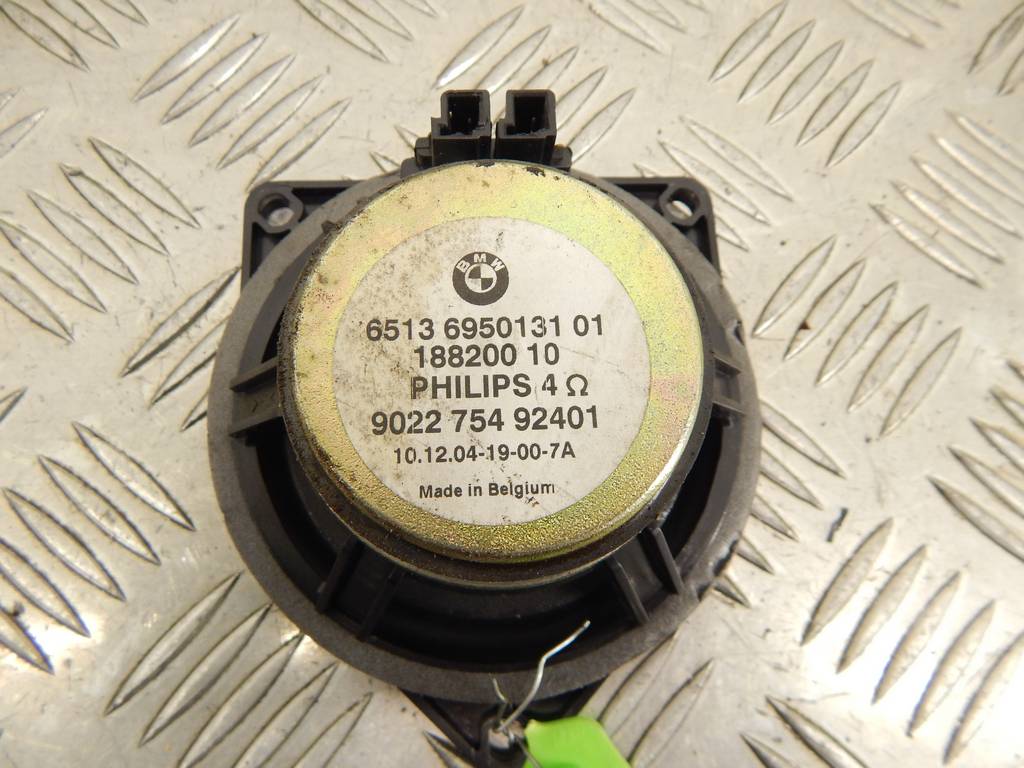 BMW
6513 6950131 01
188200 10
PHILIPS 4 Ω
9022 754 92401
10.12.04-19-00-7A
Made in Belgium